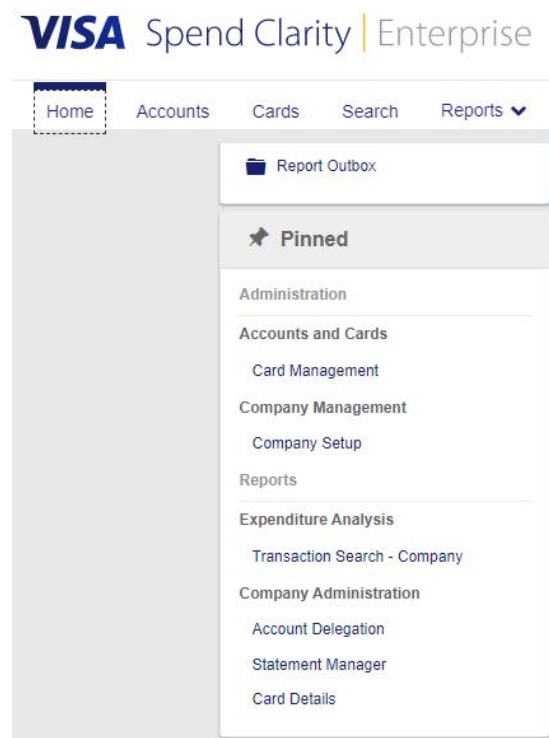 VISA Spend Clarity | Enterprise
Home Accounts Cards Search Reports
Report Outbox
Pinned
Administration
Accounts and Cards
Card Management
Company Management
Company Setup
Reports
Expenditure Analysis
Transaction Search - Company
Company Administration
Account Delegation
Statement Manager
Card Details